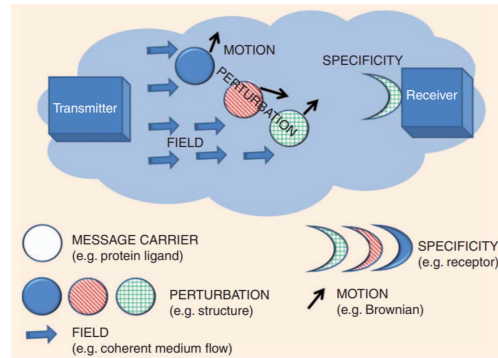 MOTION
SPECIFICITY
PERTURBATION
Transmitter
Receiver
FIELD
MESSAGE CARRIER
(e.g. protein ligand)
SPECIFICITY
(e.g. receptor)
PERTURBATION
(e.g. structure)
MOTION
(e.g. Brownian)
FIELD
(e.g. coherent medium flow)